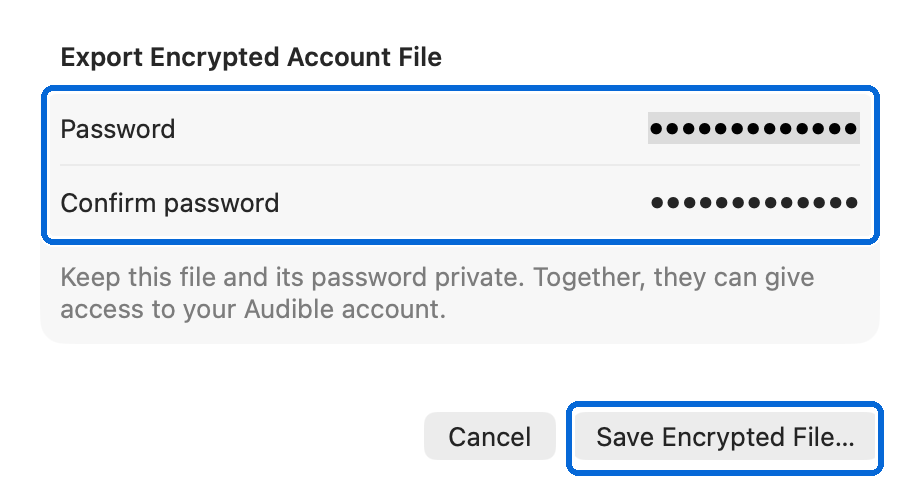 Export Encrypted Account File
Password ●●●●●●●●●●●●●
Confirm password ●●●●●●●●●●●●●
Keep this file and its password private. Together, they can give
access to your Audible account.
Cancel Save Encrypted File...